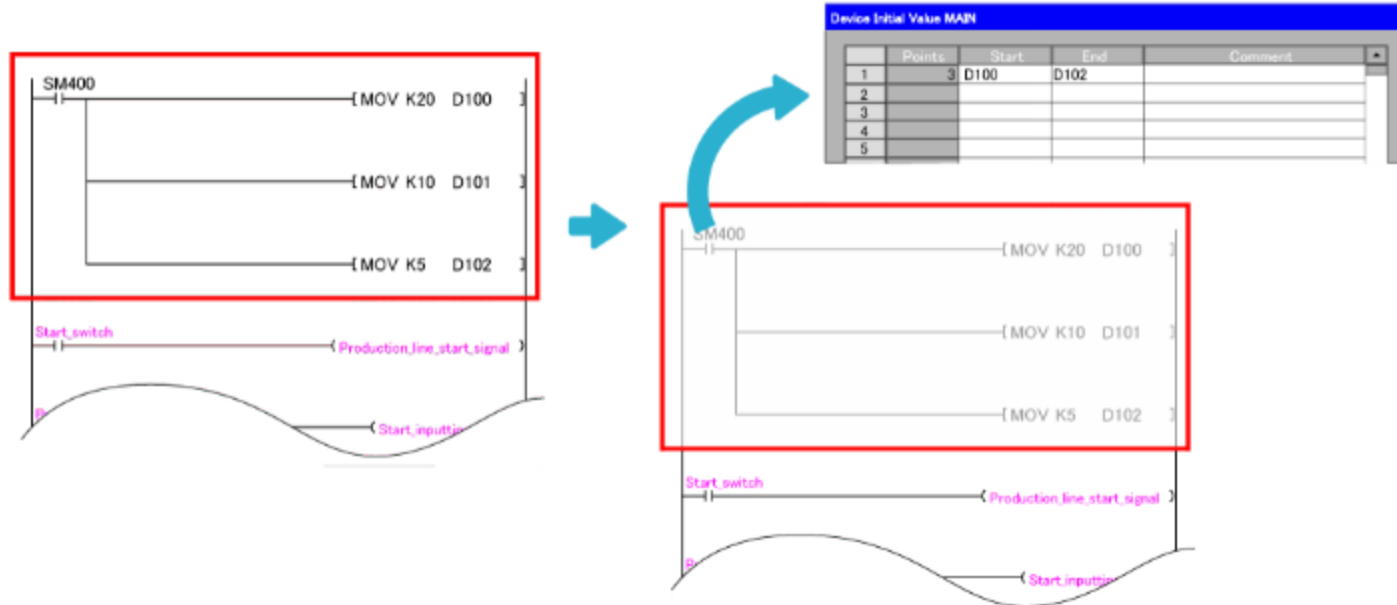 Device Initial Value MAIN
Points Start End Comment
1 3 D100 D102
2
3
4
5
SM400
[ MOV K20 D100 ]
[ MOV K10 D101 ]
[ MOV K5 D102 ]
Start_switch
( Production_line_start_signal )
( Start_inputtin
SM400
[ MOV K20 D100 ]
[ MOV K10 D101 ]
[ MOV K5 D102 ]
Start_switch
( Production_line_start_signal )
( Start_inputtin